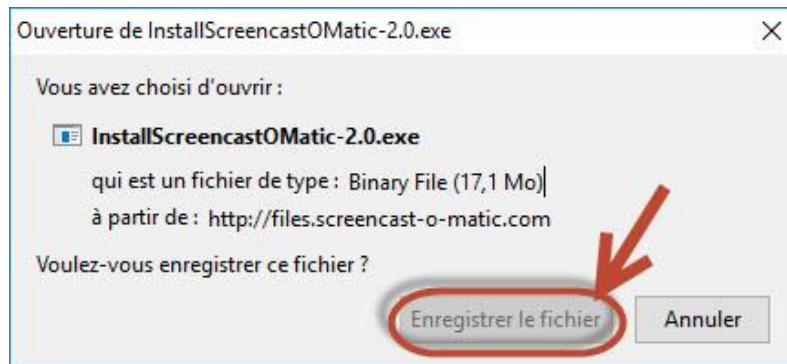 Ouverture de InstallScreencastOMatic-2.0.exe
Vous avez choisi d'ouvrir :
InstallScreencastOMatic-2.0.exe
qui est un fichier de type : Binary File (17,1 Mo)
à partir de : http://files.screencast-o-matic.com
Voulez-vous enregistrer ce fichier ?
Enregistrer le fichier Annuler